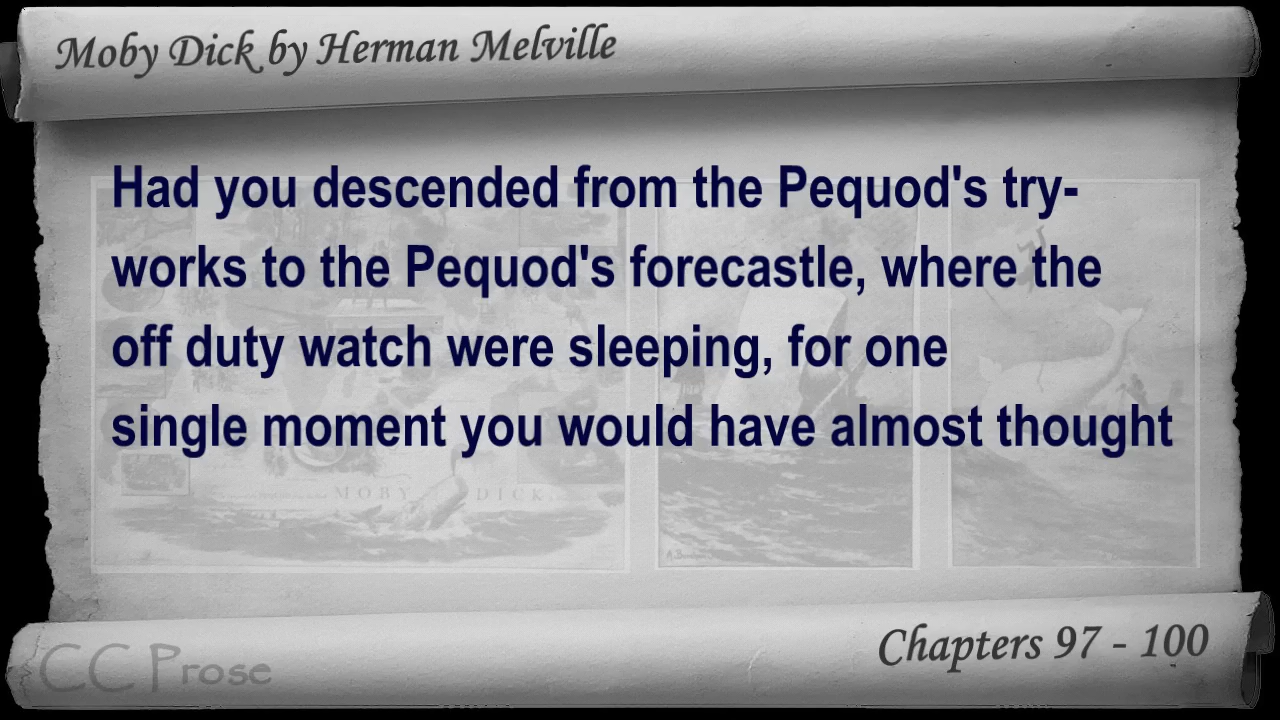 Moby Dick by Herman Melville
Had you descended from the Pequod's try-
works to the Pequod's forecastle, where the
off duty watch were sleeping, for one
single moment you would have almost thought
MOBY DICK
Chapters 97 - 100
CC Prose